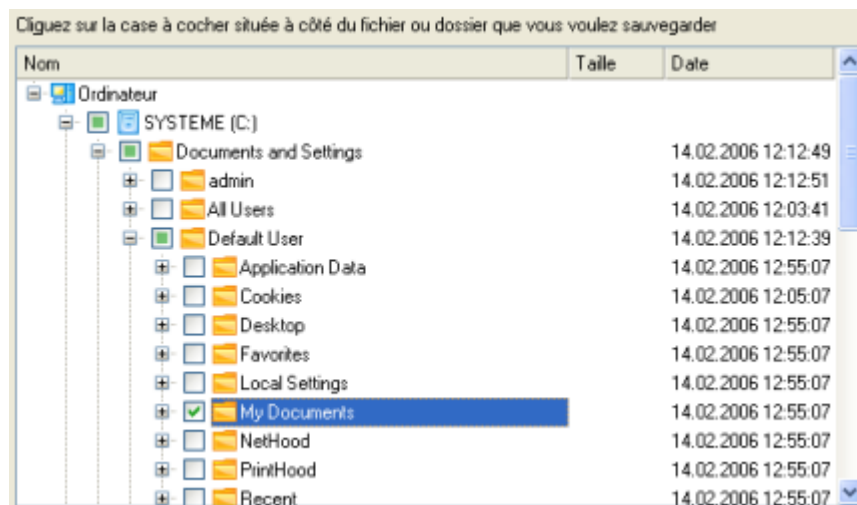 Cliguez sur la case à cocher située à côté du fichier ou dossier que vous voulez sauvegarder
Nom Taille Date
Ordinateur
SYSTEME (C:)
Documents and Settings 14.02.2006 12:12:49
admin 14.02.2006 12:12:51
All Users 14.02.2006 12:03:41
Default User 14.02.2006 12:12:39
Application Data 14.02.2006 12:55:07
Cookies 14.02.2006 12:05:07
Desktop 14.02.2006 12:55:07
Favorites 14.02.2006 12:55:07
Local Settings 14.02.2006 12:55:07
My Documents 14.02.2006 12:55:07
NetHood 14.02.2006 12:55:07
PrintHood 14.02.2006 12:55:07
Recent 14.02.2006 12:55:07